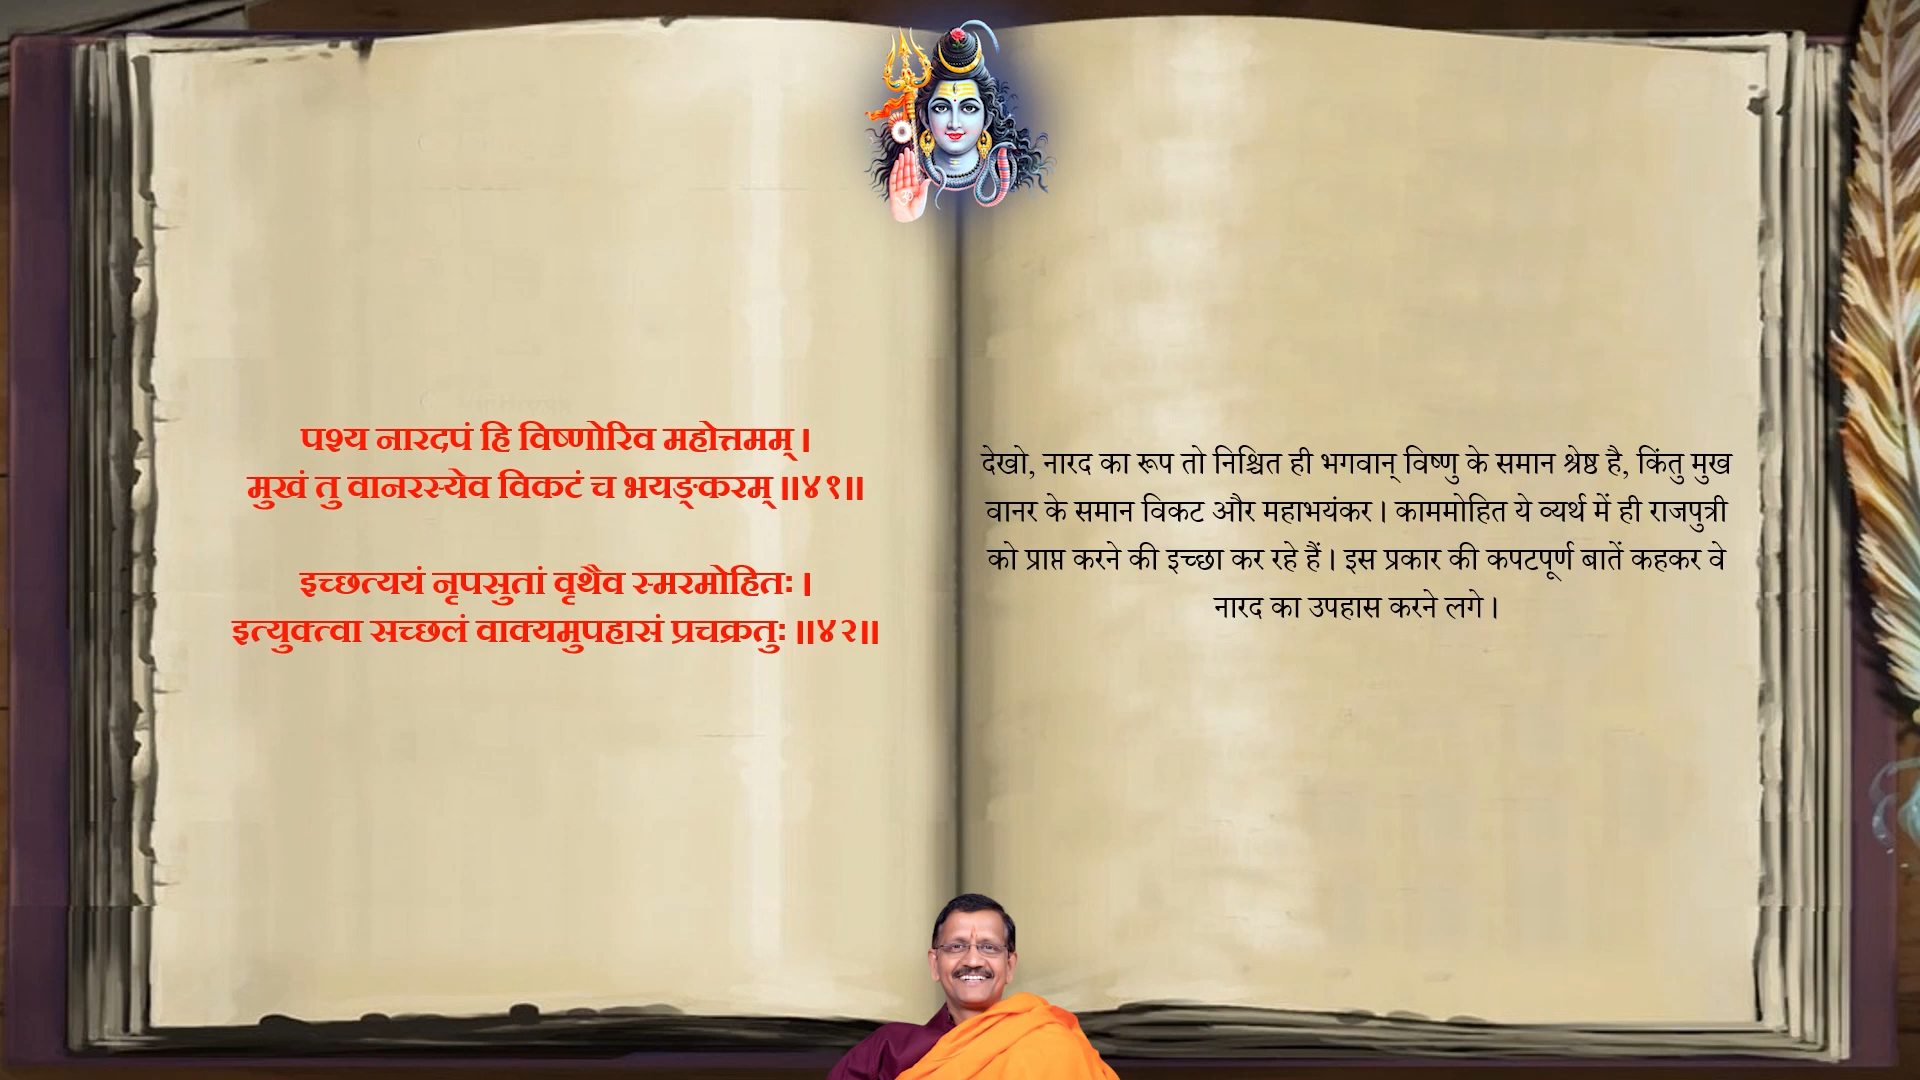 पश्य नारदपं हि विष्णोरिव महोत्तमम् ।
मुखं तु वानरस्येव विकटं च भयङ्करम् ॥४१॥
इच्छत्ययं नृपसुतां वृथैव स्मरमोहितः ।
इत्युक्त्वा सच्छलं वाक्यमुपहासं प्रचक्रतुः ॥४२॥
देखो, नारद का रूप तो निश्चित ही भगवान् विष्णु के समान श्रेष्ठ है, किंतु मुख
वानर के समान विकट और महाभयंकर । काममोहित ये व्यर्थ में ही राजपुत्री
को प्राप्त करने की इच्छा कर रहे हैं । इस प्रकार की कपटपूर्ण बातें कहकर वे
नारद का उपहास करने लगे ।